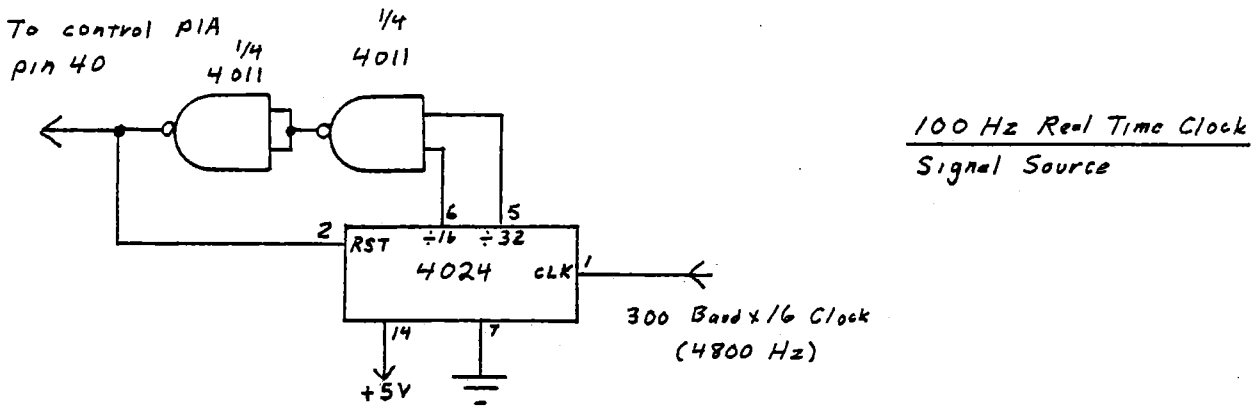 To control PIA
pin 40
1/4
4011
1/4
4011
100 Hz Real Time Clock
Signal Source
6
5
2
RST
÷16
÷32
4024
CLK
1
300 Baud x 16 Clock
(4800 Hz)
14
7
+5V